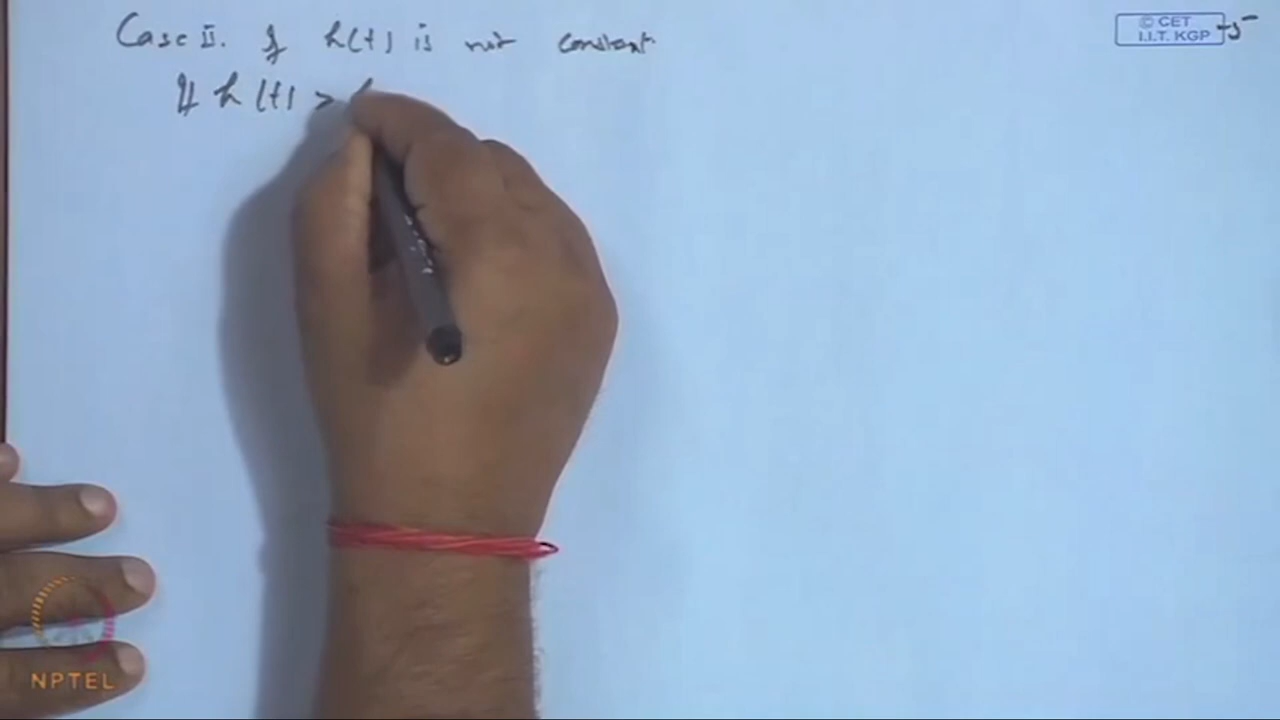 Case II. If h(t) is not constant
If h(t) >
© CET
I.I.T. KGP
NPTEL